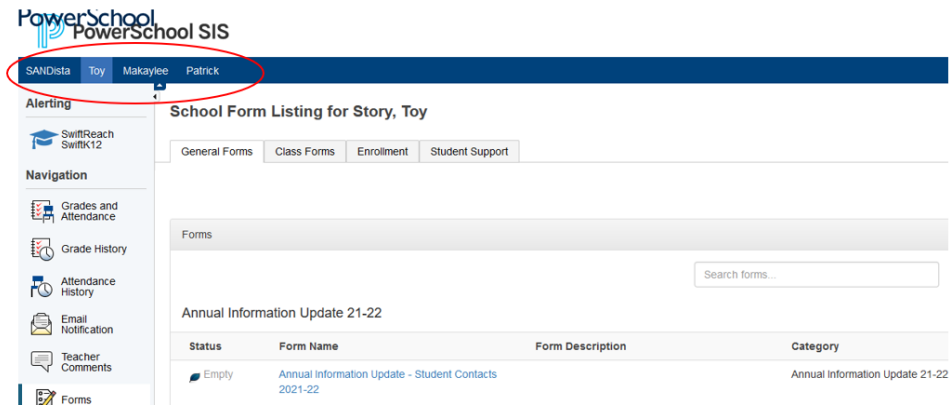 PowerSchool
PowerSchool SIS
SANDista Toy Makaylee Patrick
Alerting
SwiftReach
SwiftK12
Navigation
Grades and
Attendance
Grade History
Attendance
History
Email
Notification
Teacher
Comments
Forms
School Form Listing for Story, Toy
General Forms Class Forms Enrollment Student Support
Forms
Search forms...
Annual Information Update 21-22
Status Form Name Form Description Category
Empty Annual Information Update - Student Contacts Annual Information Update 21-22
2021-22